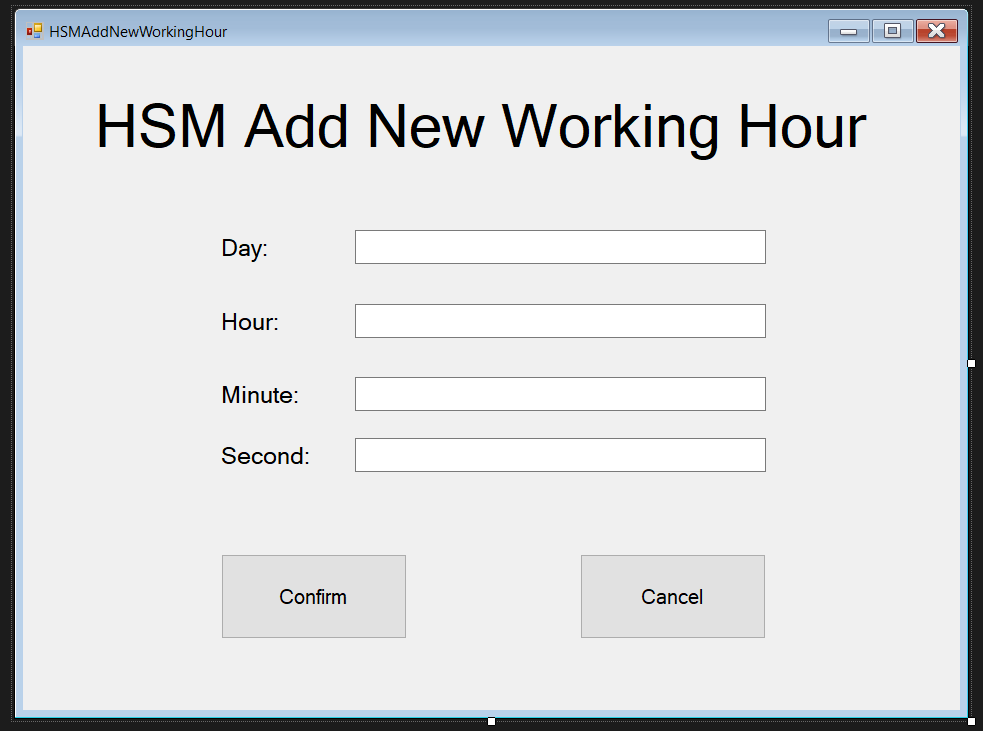 HSMAddNewWorkingHour
HSM Add New Working Hour
Day:
Hour:
Minute:
Second:
Confirm
Cancel